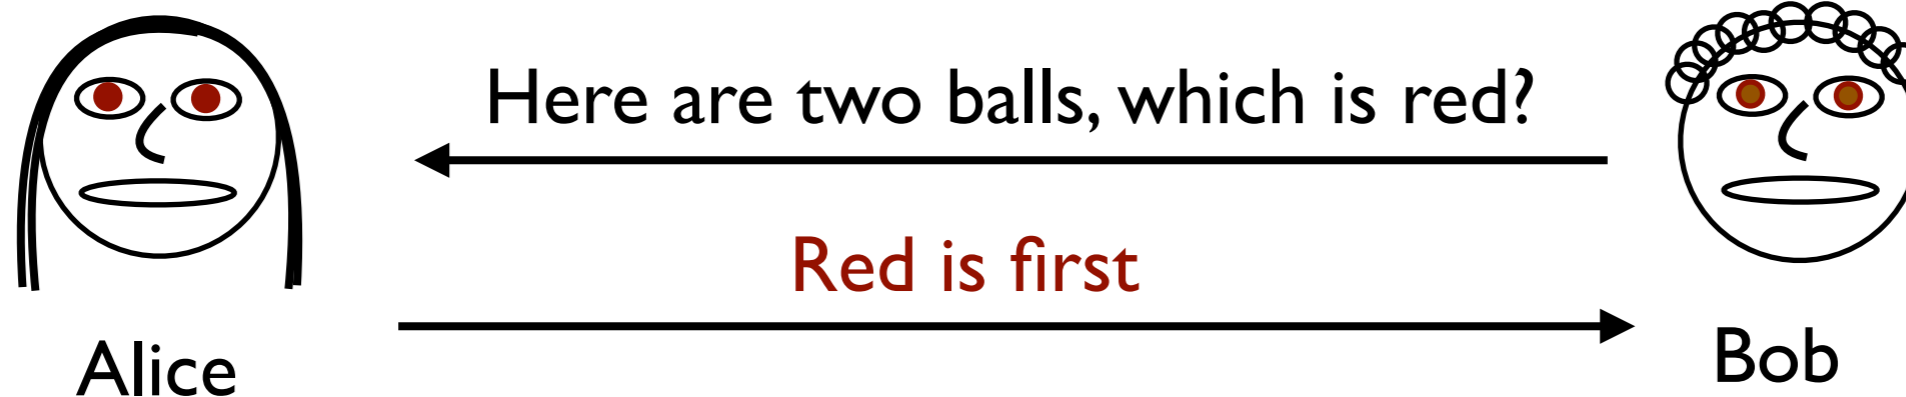 Here are two balls, which is red?
Red is first
Alice
Bob